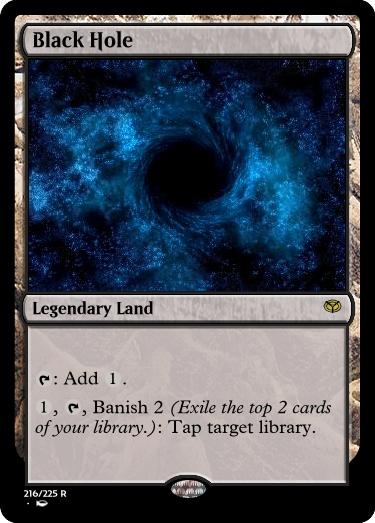 Black Hole
Legendary Land
T: Add 1 .
1 , T, Banish 2 (Exile the top 2 cards
of your library.): Tap target library.
216/225 R